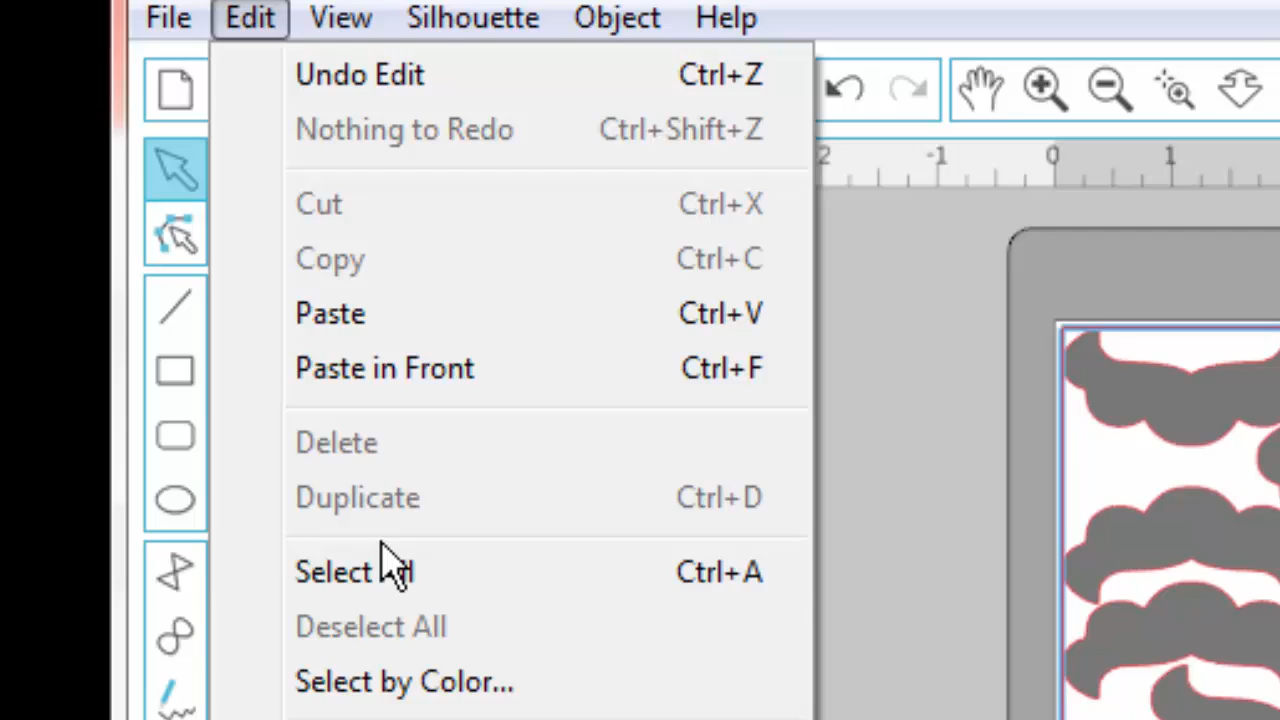 File Edit View Silhouette Object Help
Undo Edit Ctrl+Z
Nothing to Redo Ctrl+Shift+Z
Cut Ctrl+X
Copy Ctrl+C
Paste Ctrl+V
Paste in Front Ctrl+F
Delete
Duplicate Ctrl+D
Select All Ctrl+A
Deselect All
Select by Color...
2 -1 0 1